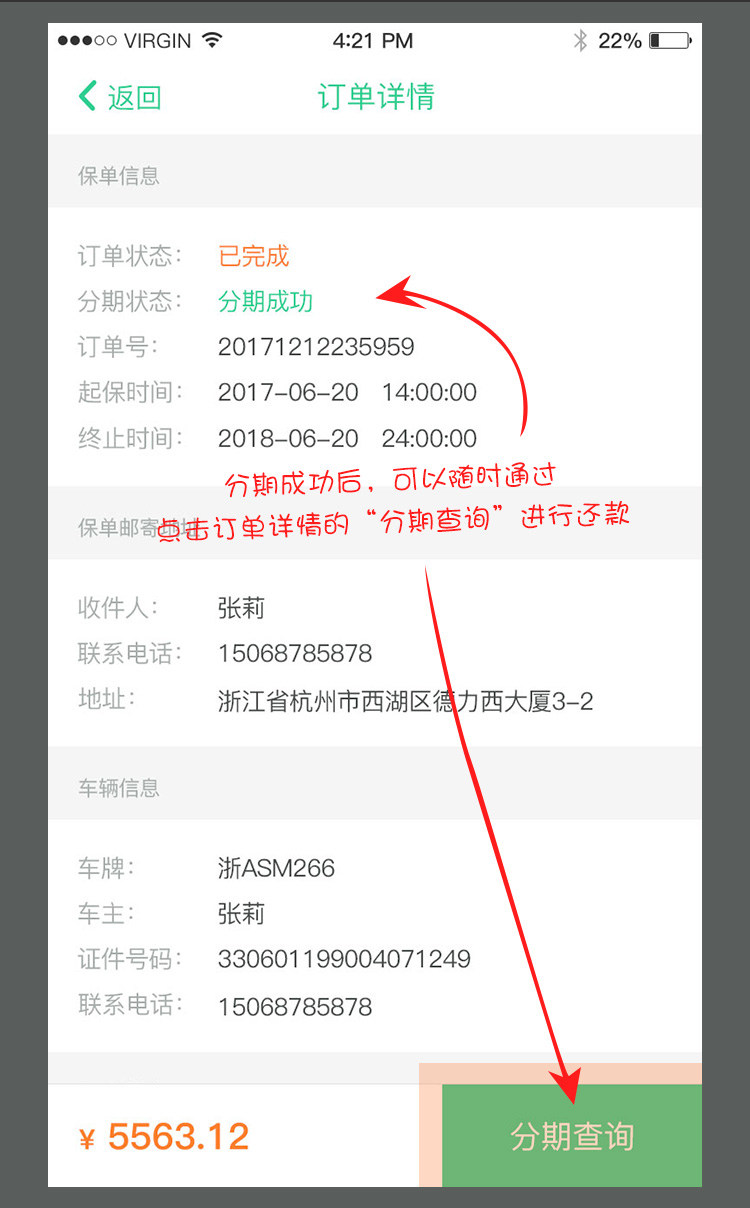 VIRGIN 4:21 PM 22%
返回 订单详情
保单信息
订单状态： 已完成
分期状态： 分期成功
订单号： 20171212235959
起保时间： 2017-06-20 14:00:00
终止时间： 2018-06-20 24:00:00
分期成功后，可以随时通过
保单邮寄地址
点击订单详情的“分期查询”进行还款
收件人： 张莉
联系电话： 15068785878
地址： 浙江省杭州市西湖区德力西大厦3-2
车辆信息
车牌： 浙ASM266
车主： 张莉
证件号码： 330601199004071249
联系电话： 15068785878
¥ 5563.12 分期查询